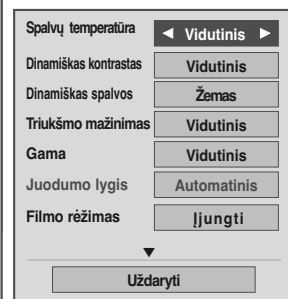 Spalvų temperatūra ◄ Vidutinis ►
Dinamiškas kontrastas Vidutinis
Dinamiškas spalvos Žemas
Triukšmo mažinimas Vidutinis
Gama Vidutinis
Juodumo lygis Automatinis
Filmo rėžimas Įjungti
▼
Uždaryti